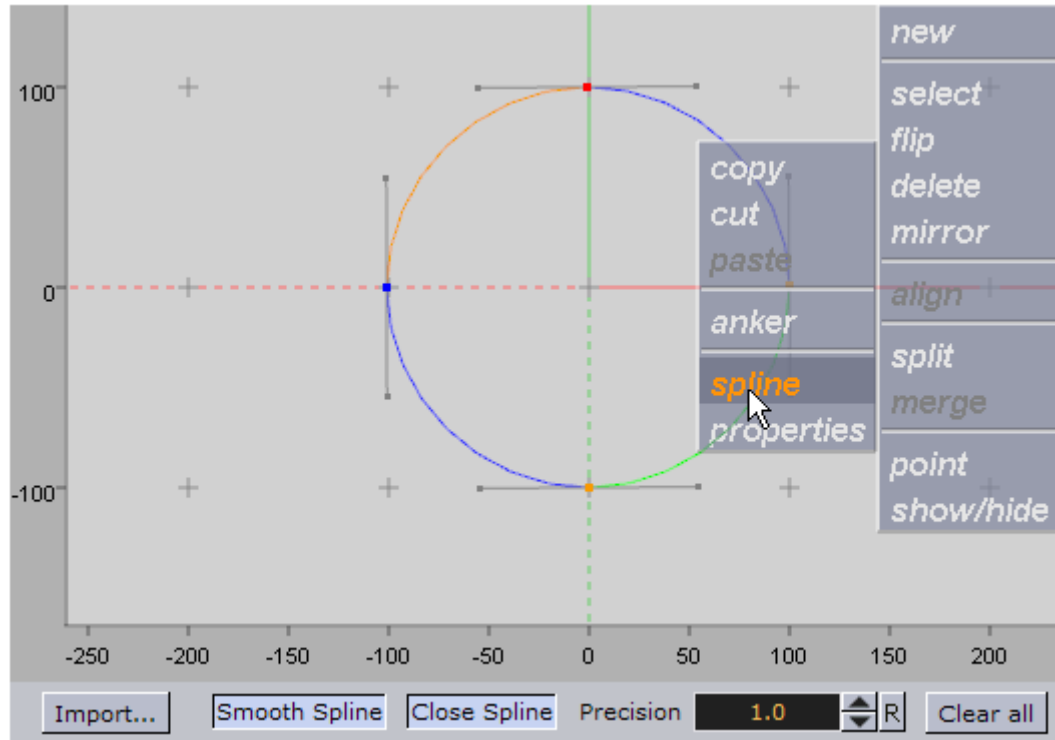 new
select
flip
delete
mirror
align
split
merge
point
show/hide
copy
cut
paste
anker
spline
properties
100
0
-100
-250 -200 -150 -100 -50 0 50 100 150 200
Import... Smooth Spline Close Spline Precision 1.0 R Clear all